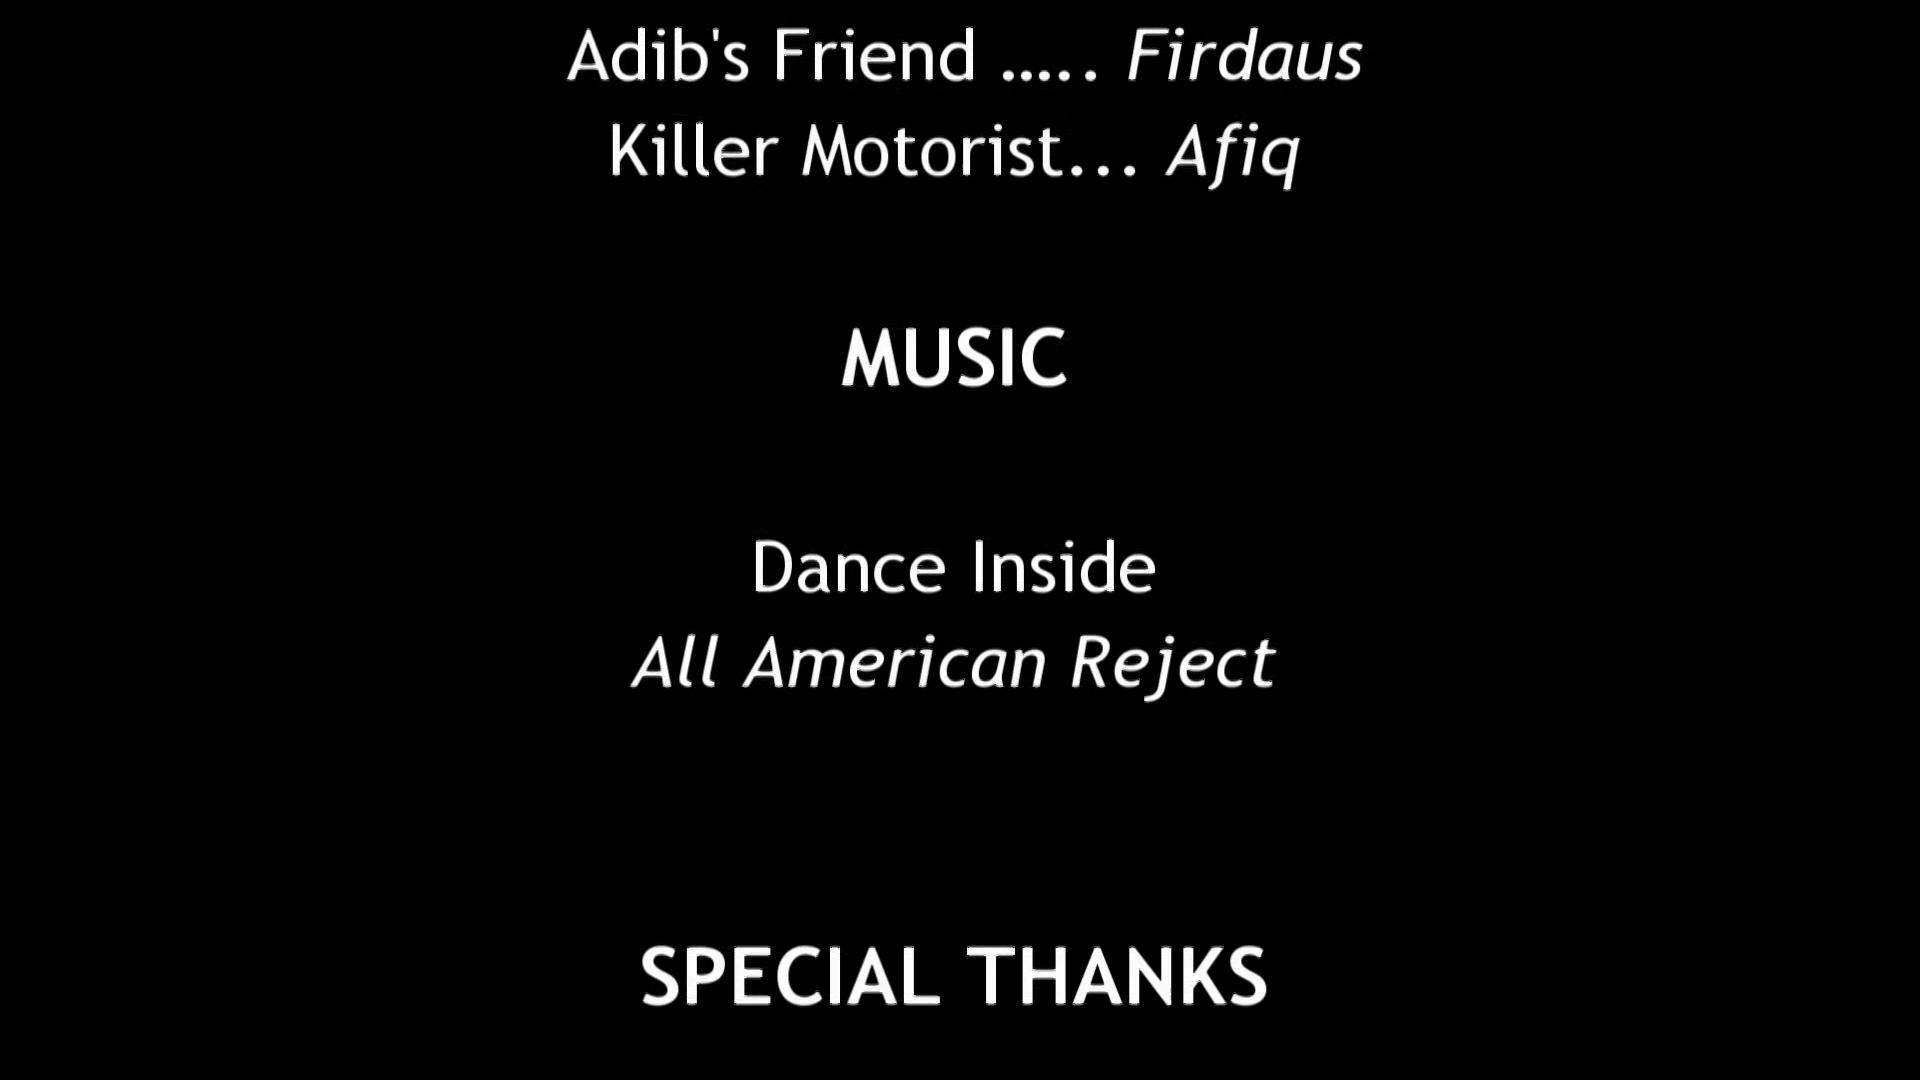 Adib's Friend ..... Firdaus
Killer Motorist... Afiq
MUSIC
Dance Inside
All American Reject
SPECIAL THANKS